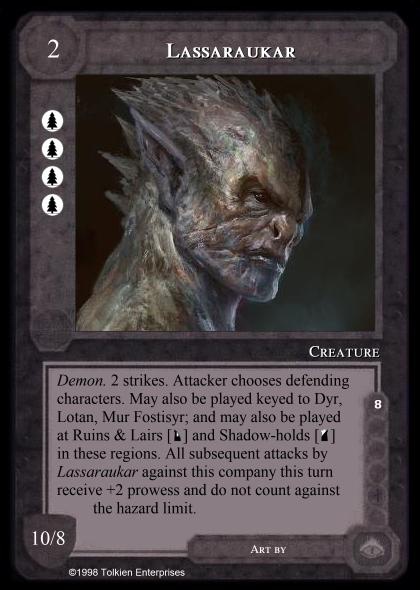 2
LASSARAUKAR
CREATURE
Demon. 2 strikes. Attacker chooses defending
characters. May also be played keyed to Dyr,
Lotan, Mur Fostisyr; and may also be played
at Ruins & Lairs [] and Shadow-holds []
in these regions. All subsequent attacks by
Lassaraukar against this company this turn
receive +2 prowess and do not count against
the hazard limit.
8
10/8
ART BY
©1998 Tolkien Enterprises